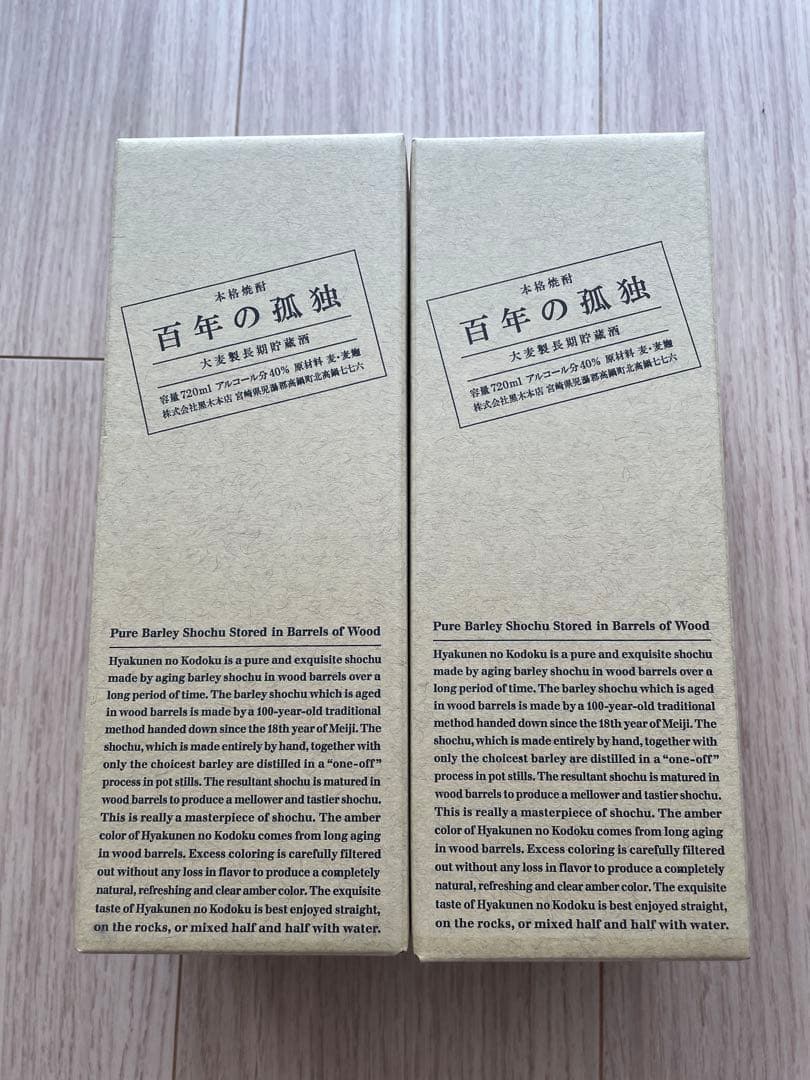 本格焼酎
百年の孤独
大麦製長期貯蔵酒
容量720ml アルコール分40% 原材料 麦・麦麹
株式会社黒木本店 宮崎県児湯郡高鍋町北高鍋七七六
Pure Barley Shochu Stored in Barrels of Wood
Hyakunen no Kodoku is a pure and exquisite shochu
made by aging barley shochu in wood barrels over a
long period of time. The barley shochu which is aged
in wood barrels is made by a 100-year-old traditional
method handed down since the 18th year of Meiji. The
shochu, which is made entirely by hand, together with
only the choicest barley are distilled in a “one-off”
process in pot stills. The resultant shochu is matured in
wood barrels to produce a mellower and tastier shochu.
This is really a masterpiece of shochu. The amber
color of Hyakunen no Kodoku comes from long aging
in wood barrels. Excess coloring is carefully filtered
out without any loss in flavor to produce a completely
natural, refreshing and clear amber color. The exquisite
taste of Hyakunen no Kodoku is best enjoyed straight,
on the rocks, or mixed half and half with water.
本格焼酎
百年の孤独
大麦製長期貯蔵酒
容量720ml アルコール分40% 原材料 麦・麦麹
株式会社黒木本店 宮崎県児湯郡高鍋町北高鍋七七六
Pure Barley Shochu Stored in Barrels of Wood
Hyakunen no Kodoku is a pure and exquisite shochu
made by aging barley shochu in wood barrels over a
long period of time. The barley shochu which is aged
in wood barrels is made by a 100-year-old traditional
method handed down since the 18th year of Meiji. The
shochu, which is made entirely by hand, together with
only the choicest barley are distilled in a “one-off”
process in pot stills. The resultant shochu is matured in
wood barrels to produce a mellower and tastier shochu.
This is really a masterpiece of shochu. The amber
color of Hyakunen no Kodoku comes from long aging
in wood barrels. Excess coloring is carefully filtered
out without any loss in flavor to produce a completely
natural, refreshing and clear amber color. The exquisite
taste of Hyakunen no Kodoku is best enjoyed straight,
on the rocks, or mixed half and half with water.